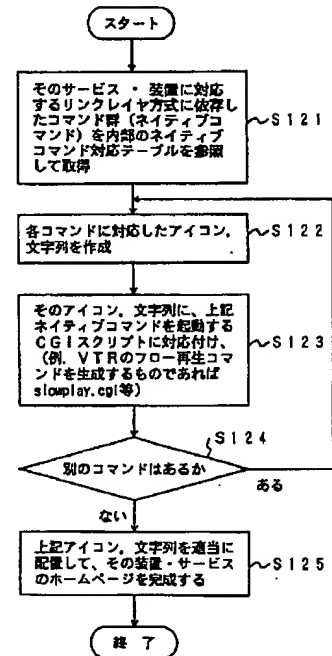 スタート
そのサービス・装置に対応
するリンクレイヤ方式に依存し
たコマンド群（ネイティブコ
マンド）を内部のネイティブ
コマンド対応テーブルを参照
して取得
S121
各コマンドに対応したアイコン，
文字列を作成
S122
そのアイコン，文字列に、上記
ネイティブコマンドを起動する
CGIスクリプトに対応付け、
（例．VTRのフロー再生コマ
ンドを生成するものであれば
slowplay.cgi等）
S123
S124
別のコマンドはあるか
ある
ない
上記アイコン，文字列を適当に
配置して、その装置・サービス
のホームページを完成する
S125
終了